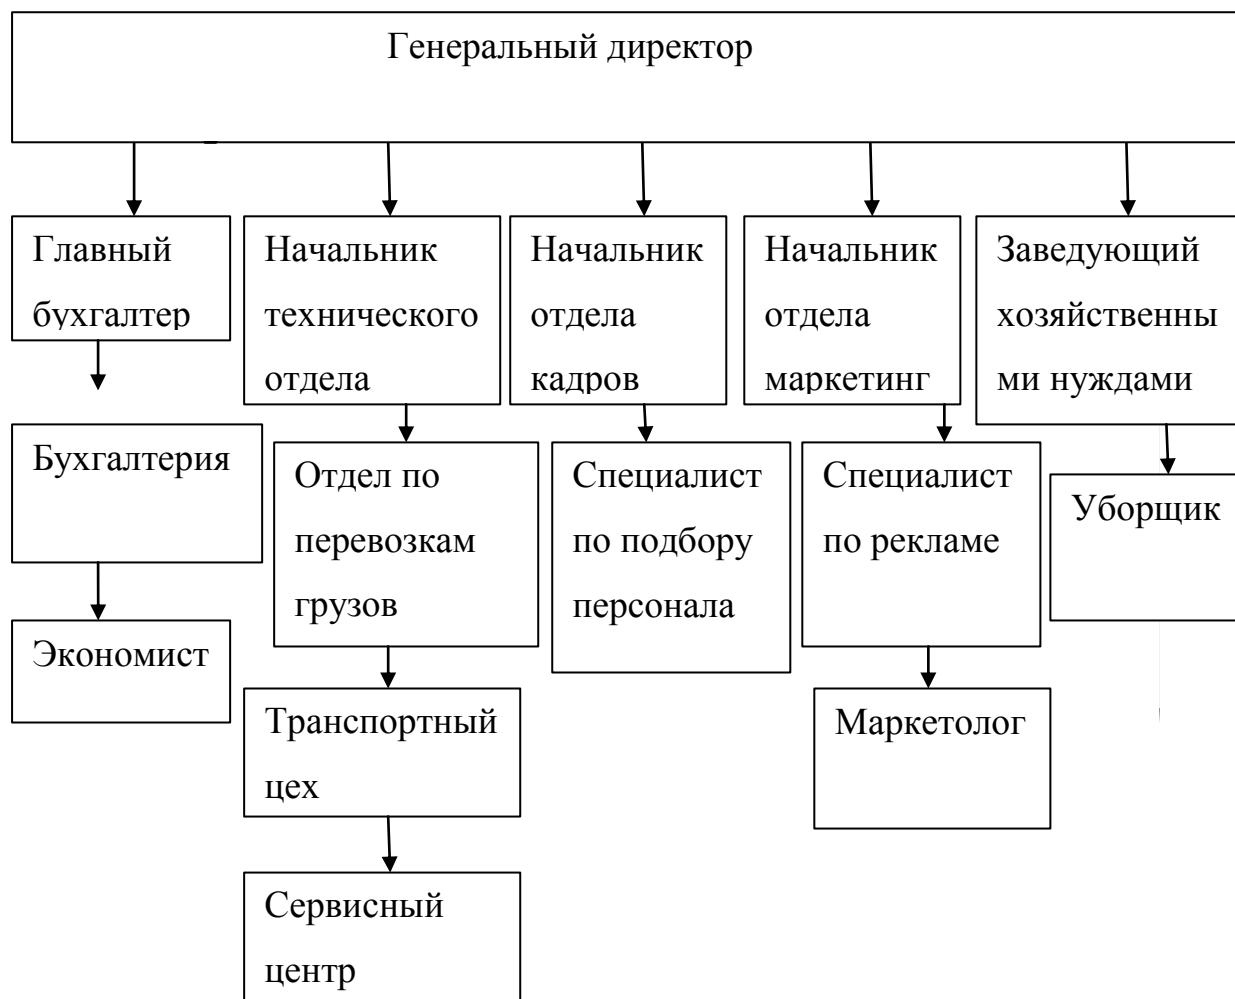 Генеральный директор
Главный
бухгалтер
Начальник
технического
отдела
Начальник
отдела
кадров
Начальник
отдела
маркетинг
Заведующий
хозяйственны
ми нуждами
Бухгалтерия
Отдел по
перевозкам
грузов
Специалист
по подбору
персонала
Специалист
по рекламе
Уборщик
Экономист
Транспортный
цех
Маркетолог
Сервисный
центр